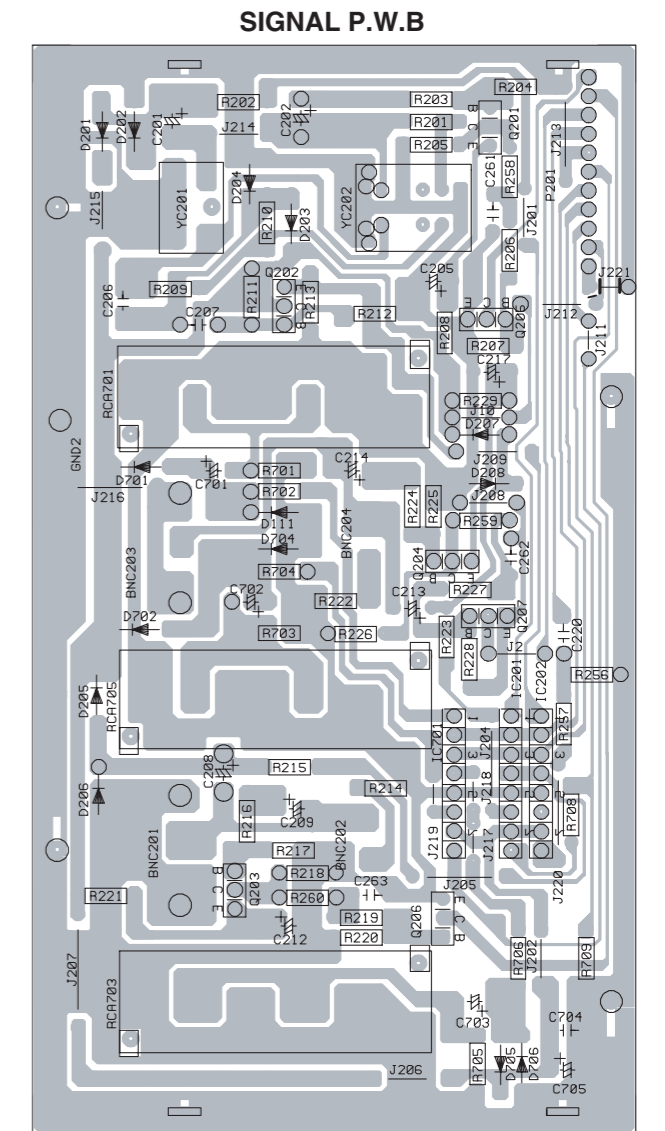 SIGNAL P.W.B
R204
R202
R203
D201
D202
C201
C202
B
R201
C
Q201
J214
R205
E
J213
C261
R258
P201
D204
YC201
YC202
J215
R210
D203
J201
R206
C205
Q202
J221
C206
R209
R211
E
R213
C
B
C207
R212
E C B
Q206
J212
R208
R207
J211
C217
RCA701
R229
J10
D207
GND2
C214
J209
D701
C701
R701
D208
J216
R702
J208
R224
R225
D111
R259
D704
BNC204
Q204
C262
BNC203
R704
B C E
C702
R222
C213
R227
Q207
D702
R703
R226
R223
B C E
C220
R228
J2
IC201
IC202
R256
D205
RCA705
IC701
1
J204
1
R257
3
3
C208
R215
D206
J218
R214
R216
C209
R708
BNC201
R217
BNC202
J219
J217
B
R218
C
Q203
C263
J205
J220
R221
E
R260
E
R219
Q206
C
C212
R220
B
J207
R706
J202
R709
RCA703
C703
C704
R705
D705
D706
J206
C705